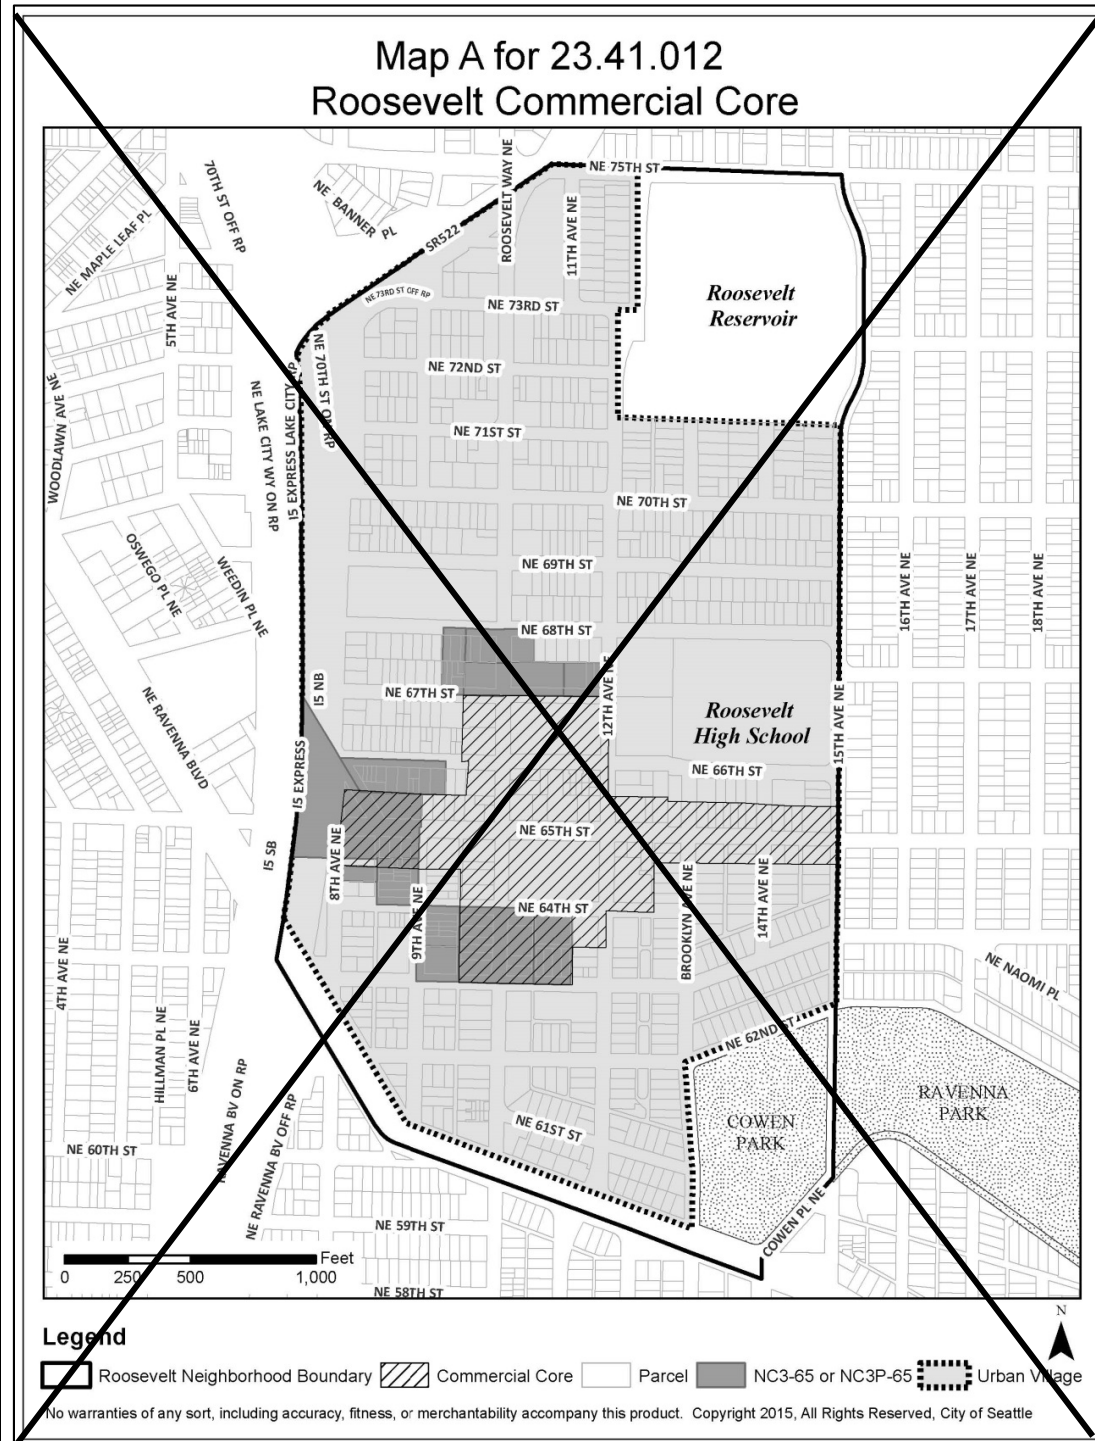 Map A for 23.41.012
Roosevelt Commercial Core
NE 75TH ST
70TH ST OFF RP
NE BANNER PL
ROOSEVELT WAY NE
11TH AVE NE
NE MAPLE LEAF PL
SR522
5TH AVE NE
NE 73RD ST OFF RP
NE 73RD ST
Roosevelt
Reservoir
NE 70TH ST ON RP
NE 72ND ST
WOODLAWN AVE NE
NE LAKE CITY WY ON RP
I5 EXPRESS LAKE CITY RP
NE 71ST ST
NE 70TH ST
OSWEGO PL NE
WEEDIN PL NE
NE 69TH ST
16TH AVE NE
17TH AVE NE
18TH AVE NE
NE 68TH ST
I5 NB
NE 67TH ST
12TH AVE NE
Roosevelt
High School
15TH AVE NE
NE RAVENNA BLVD
I5 EXPRESS
NE 66TH ST
NE 65TH ST
I5 SB
8TH AVE NE
9TH AVE NE
NE 64TH ST
BROOKLYN AVE NE
14TH AVE NE
4TH AVE NE
NE NAOMI PL
HILLMAN PL NE
6TH AVE NE
NE 62ND ST
RAVENNA BV ON RP
NE RAVENNA BV OFF RP
RAVENNA
PARK
COWEN
PARK
NE 61ST ST
NE 60TH ST
COWEN PL NE
NE 59TH ST
NE 58TH ST
Feet
0 250 500 1,000
N
Legend
Roosevelt Neighborhood Boundary Commercial Core Parcel NC3-65 or NC3P-65 Urban Village
No warranties of any sort, including accuracy, fitness, or merchantability accompany this product. Copyright 2015, All Rights Reserved, City of Seattle